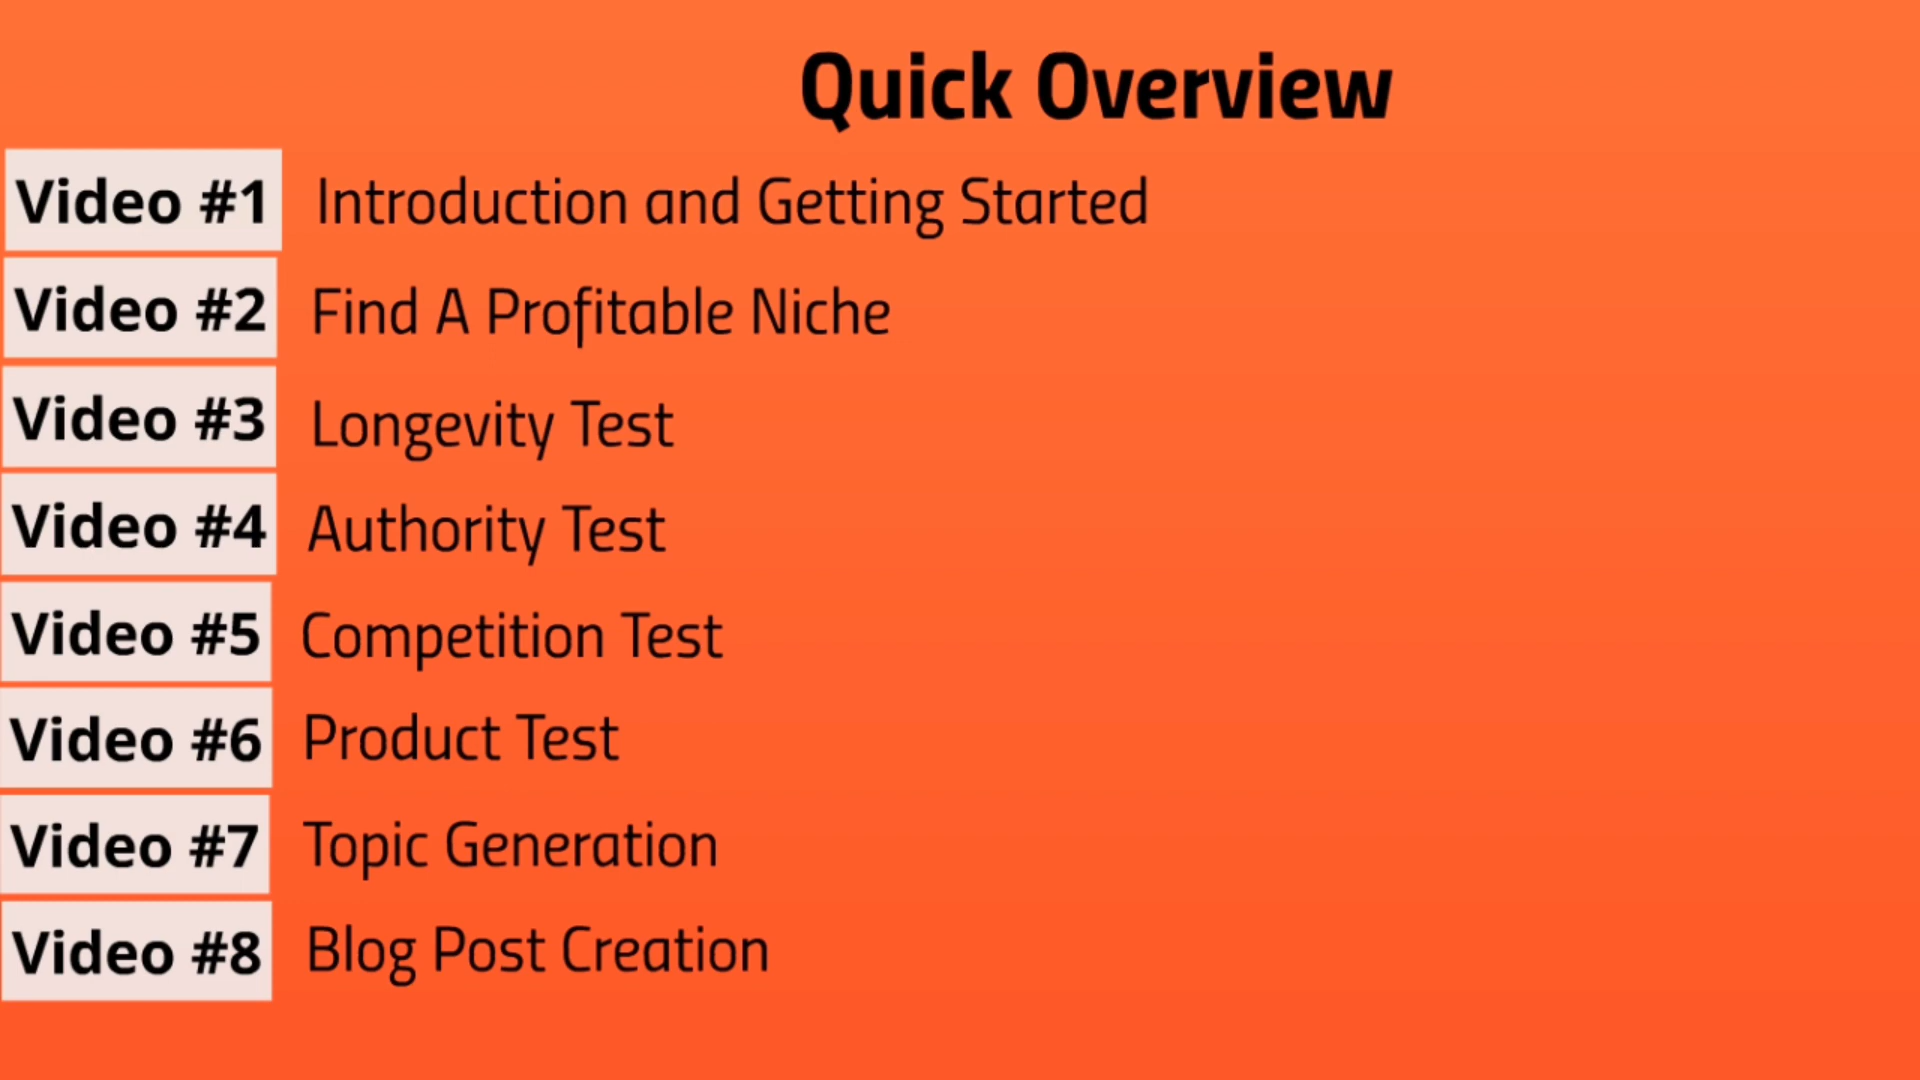 Quick Overview
Video #1 Introduction and Getting Started
Video #2 Find A Profitable Niche
Video #3 Longevity Test
Video #4 Authority Test
Video #5 Competition Test
Video #6 Product Test
Video #7 Topic Generation
Video #8 Blog Post Creation